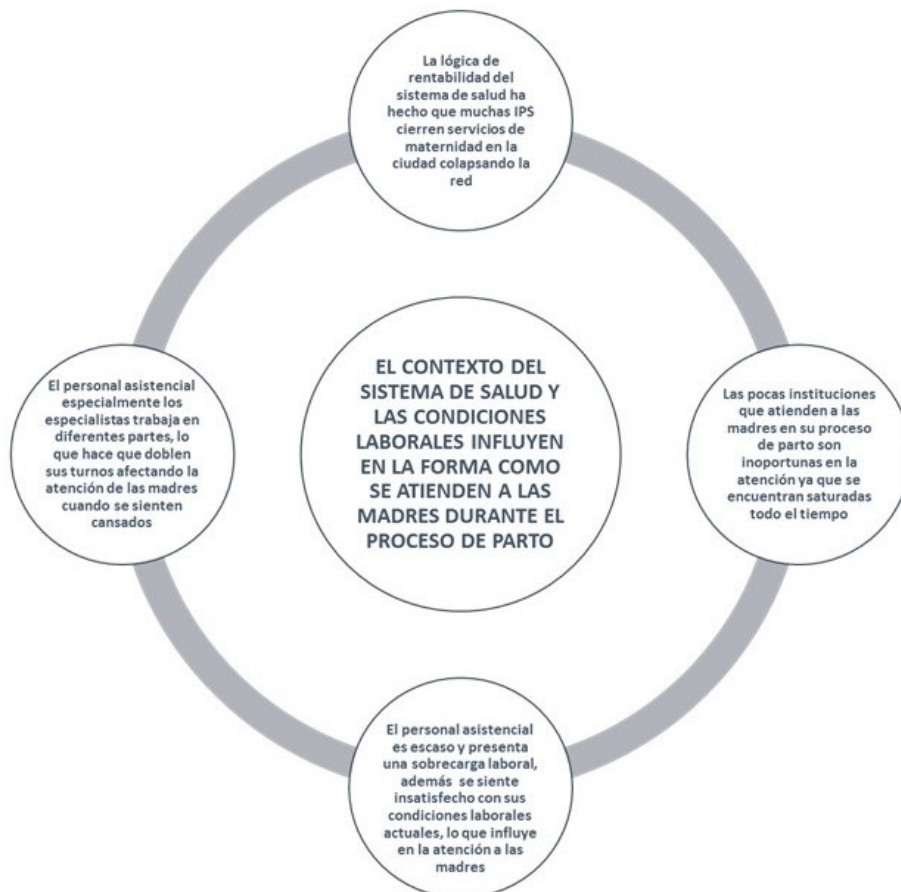 La lógica de
rentabilidad del
sistema de salud ha
hecho que muchas IPS
cierren servicios de
maternidad en la
ciudad colapsando la
red
EL CONTEXTO DEL
SISTEMA DE SALUD Y
LAS CONDICIONES
LABORALES INFLUYEN
EN LA FORMA COMO
SE ATIENDEN A LAS
MADRES DURANTE EL
PROCESO DE PARTO
El personal asistencial
especialmente los
especialistas trabaja en
diferentes partes, lo
que hace que doblen
sus turnos afectando la
atención de las madres
cuando se sienten
cansados
Las pocas instituciones
que atienden a las
madres en su proceso
de parto son
inoportunas en la
atención ya que se
encuentran saturadas
todo el tiempo
El personal asistencial
es escaso y presenta
una sobrecarga laboral,
además se siente
insatisfecho con sus
condiciones laborales
actuales, lo que influye
en la atención a las
madres